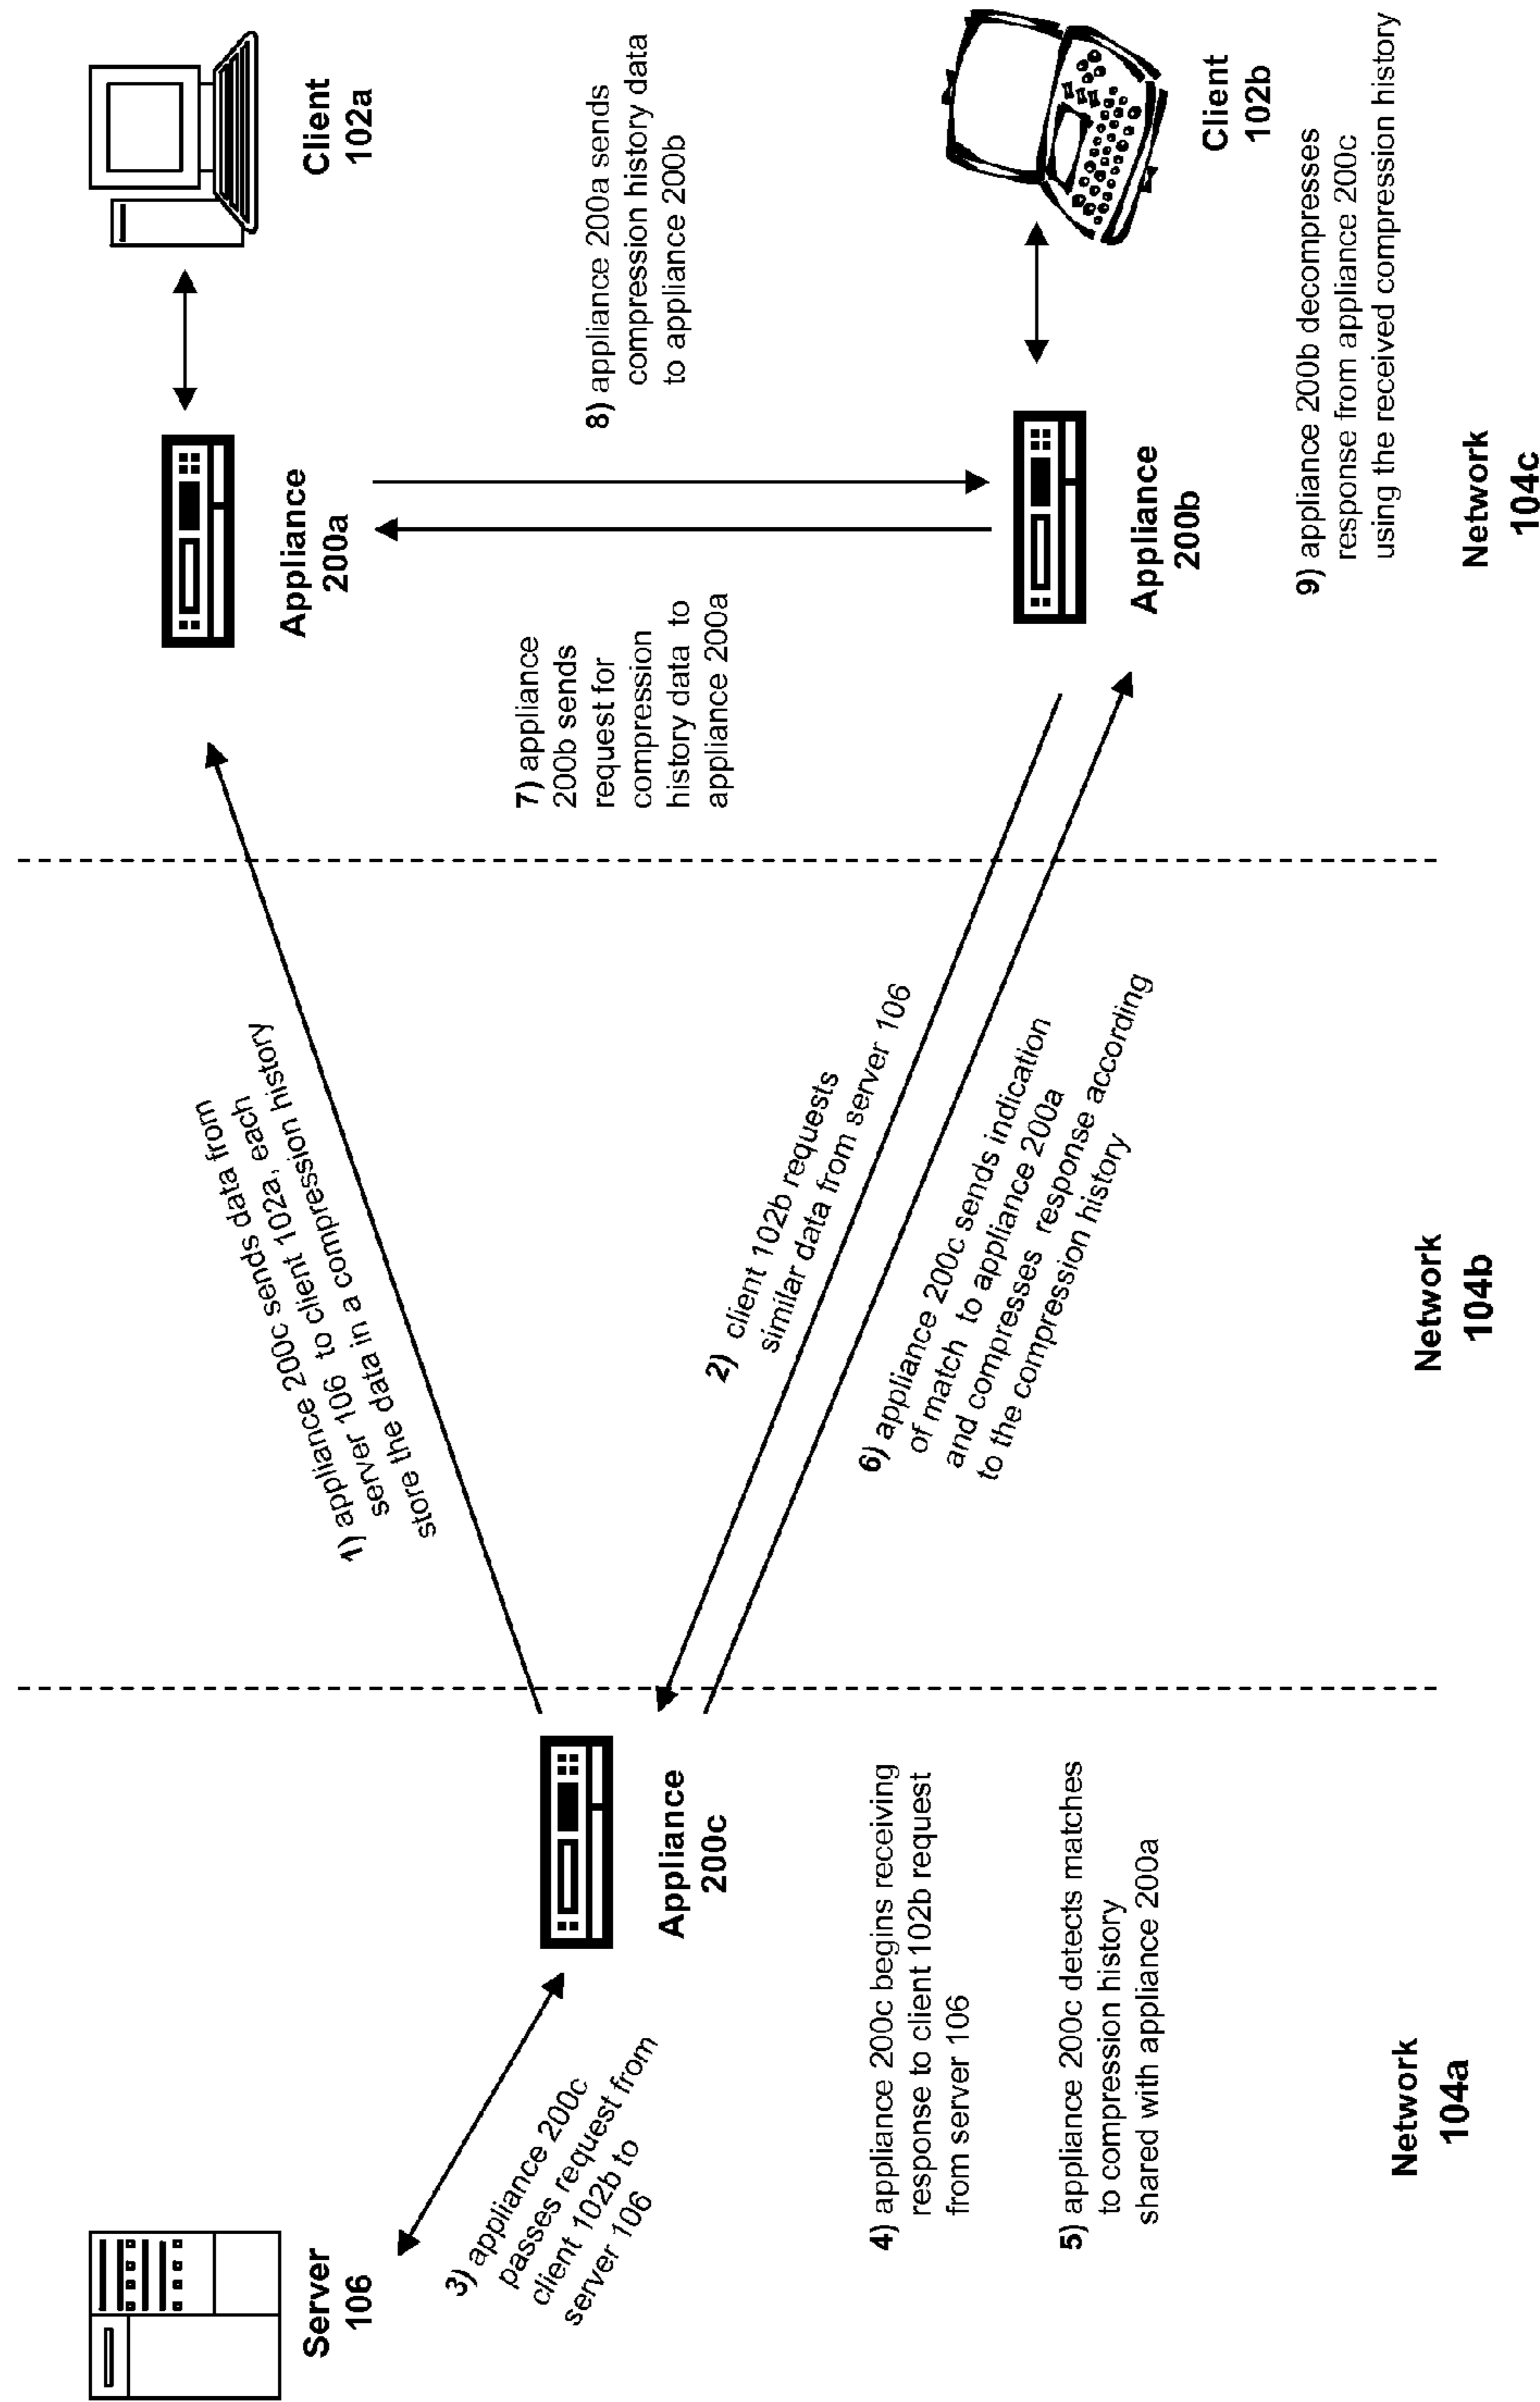 Server
106
3) appliance 200c
passes request from
client 102b to
server 106
Appliance
200c
4) appliance 200c begins receiving
response to client 102b request
from server 106
5) appliance 200c detects matches
to compression history
shared with appliance 200a
Network
104a
1) appliance 200c sends data from
server 106 to client 102a, each
store the data in a compression history
2) client 102b requests
similar data from server 106
6) appliance 200c sends indication
of match to appliance 200a
and compresses response according
to the compression history
Network
104b
Appliance
200a
Client
102a
7) appliance
200b sends
request for
compression
history data to
appliance 200a
8) appliance 200a sends
compression history data
to appliance 200b
Appliance
200b
Client
102b
9) appliance 200b decompresses
response from appliance 200c
using the received compression history
Network
104c